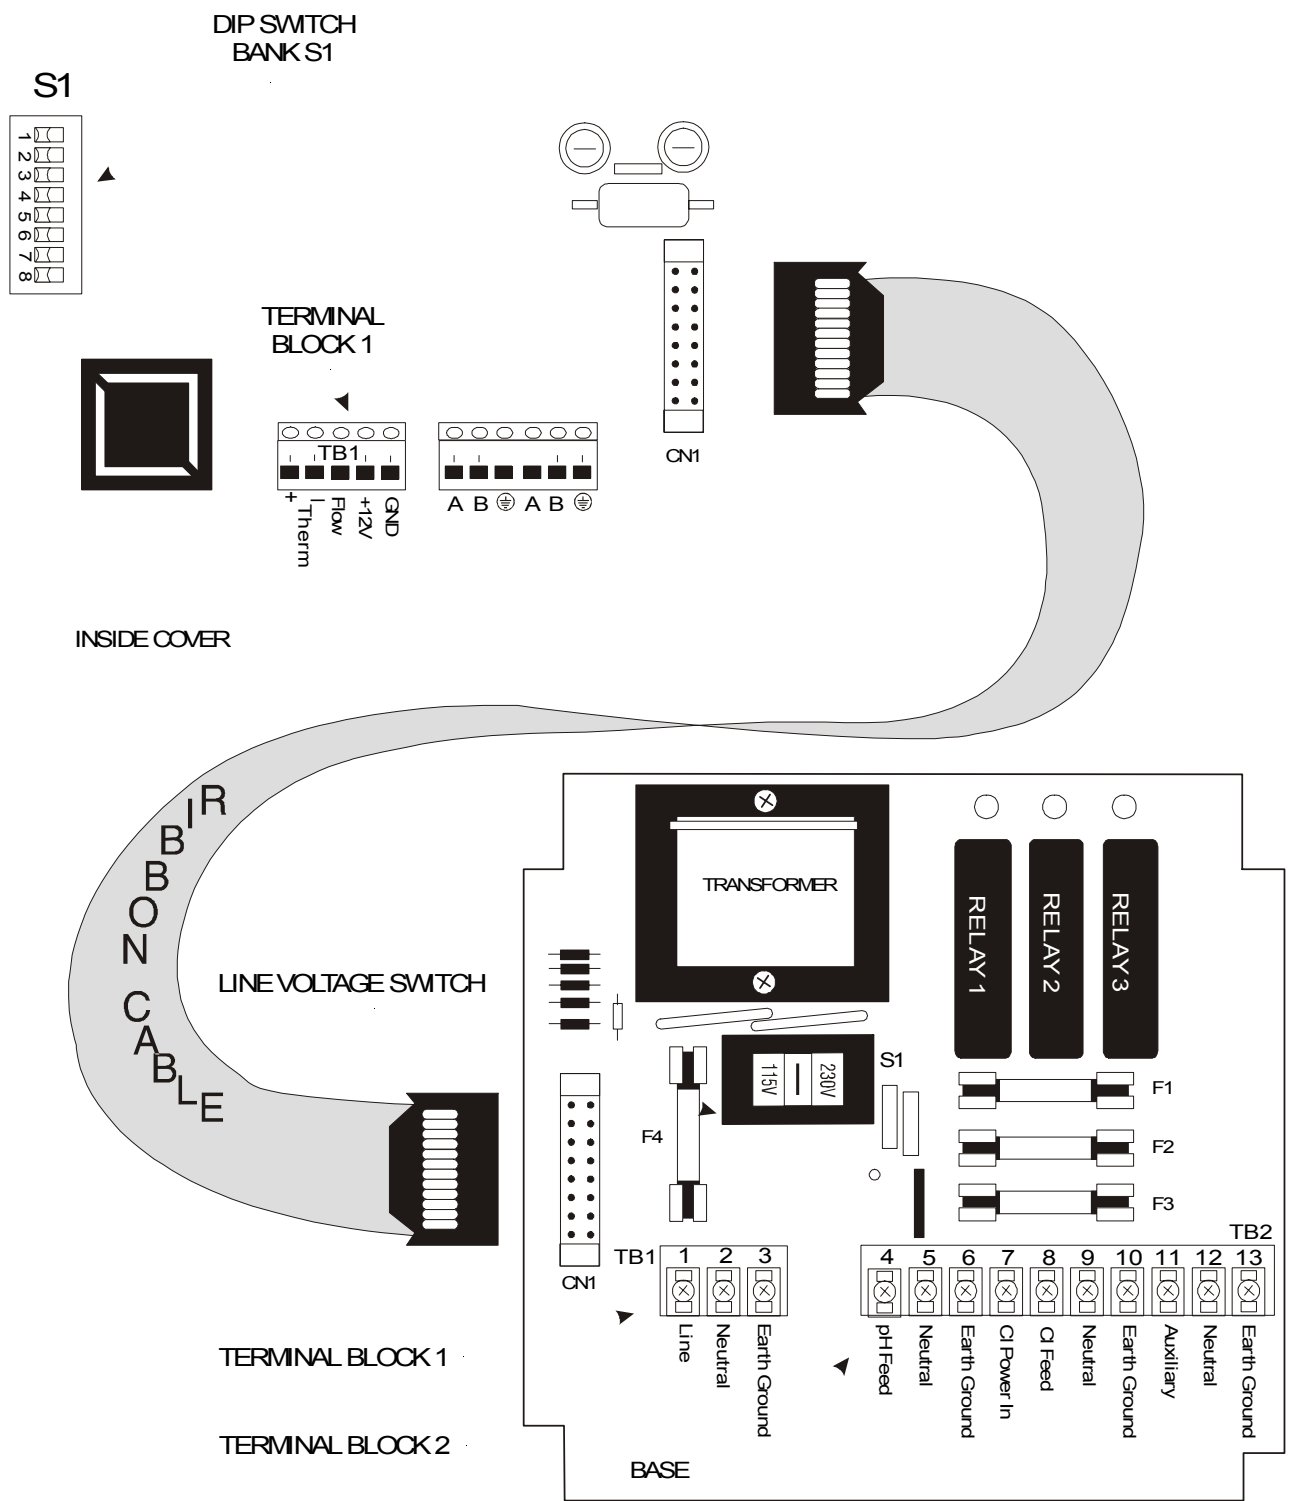 DIP SWITCH
BANK S1
S1
1
2
3
4
5
6
7
8
TERMINAL
BLOCK 1
TB1
+
-
Therm
Flow
+12V
GND
A B A B
CN1
INSIDE COVER
RIBBON CABLE
LINE VOLTAGE SWITCH
TRANSFORMER
RELAY 1
RELAY 2
RELAY 3
115V
230V
S1
F4
F1
F2
F3
CN1
TB1
1 2 3
Line
Neutral
Earth Ground
TB2
4 5 6 7 8 9 10 11 12 13
pH Feed
Neutral
Earth Ground
Cl Power In
Cl Feed
Neutral
Earth Ground
Auxiliary
Neutral
Earth Ground
TERMINAL BLOCK 1
TERMINAL BLOCK 2
BASE